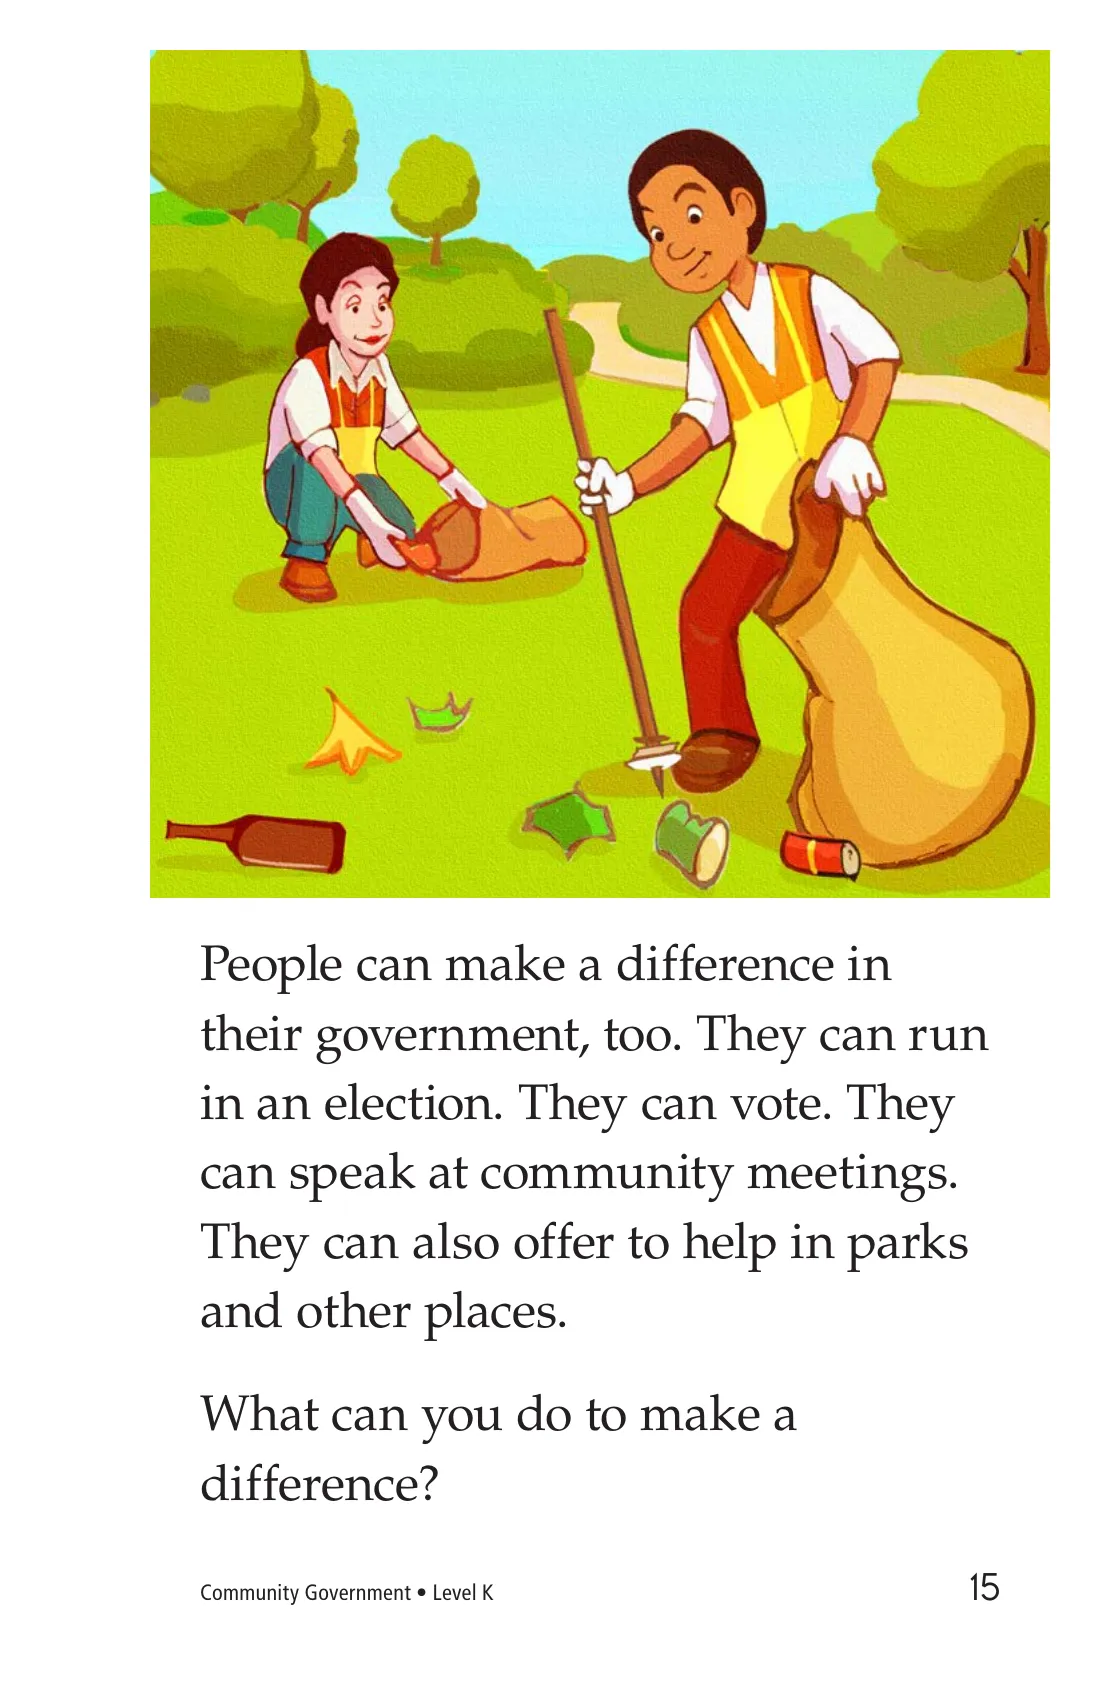 People can make a difference in
their government, too. They can run
in an election. They can vote. They
can speak at community meetings.
They can also offer to help in parks
and other places.
What can you do to make a
difference?
Community Government • Level K
15